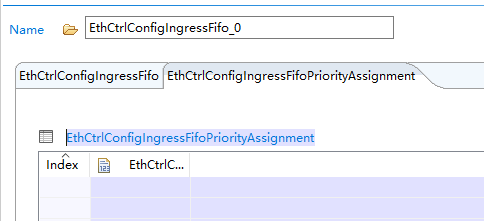 Name EthCtrlConfigIngressFifo_0
EthCtrlConfigIngressFifo EthCtrlConfigIngressFifoPriorityAssignment
EthCtrlConfigIngressFifoPriorityAssignment
Index EthCtrlC...